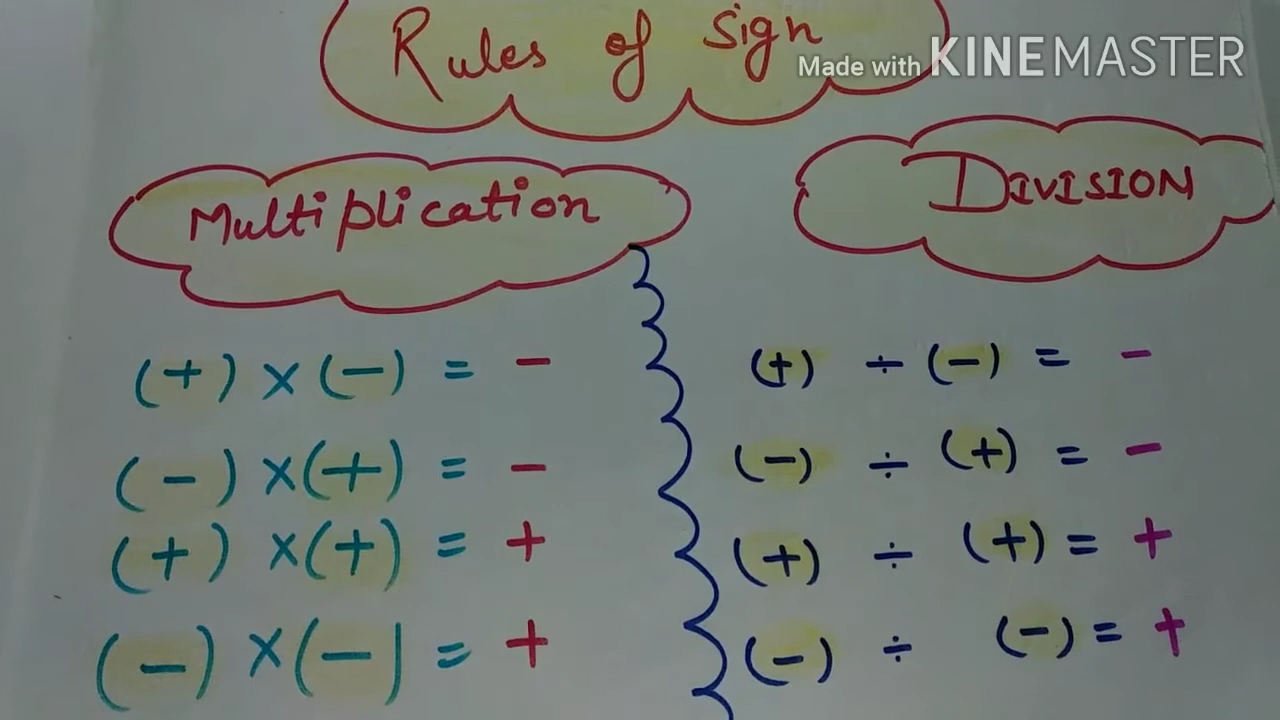 Rules of Sign
Made with KINEMASTER
Multiplication
(+) × (-) = -
(-) × (+) = -
(+) × (+) = +
(-) × (-) = +
DIVISION
(+) ÷ (-) = -
(-) ÷ (+) = -
(+) ÷ (+) = +
(-) ÷ (-) = +